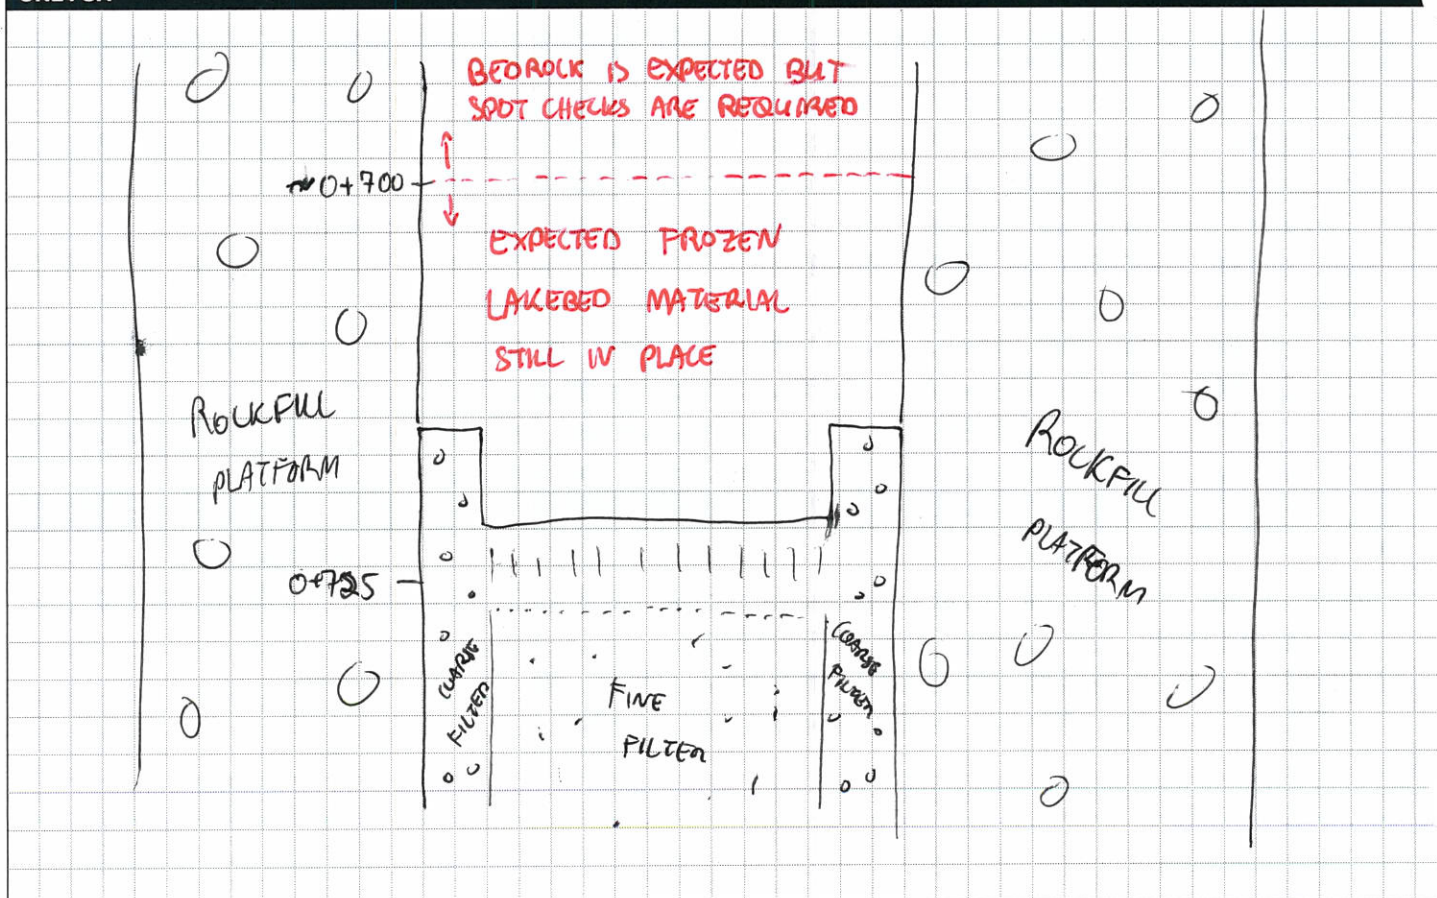 BEDROCK IS EXPECTED BUT
SPOT CHECKS ARE REQUIRED
~0+700
EXPECTED FROZEN
LAKEBED MATERIAL
STILL IN PLACE
ROCKFILL
PLATFORM
ROCKFILL
PLATFORM
0+725
COARSE
FILTER
FINE
FILTER
COARSE
FILTER